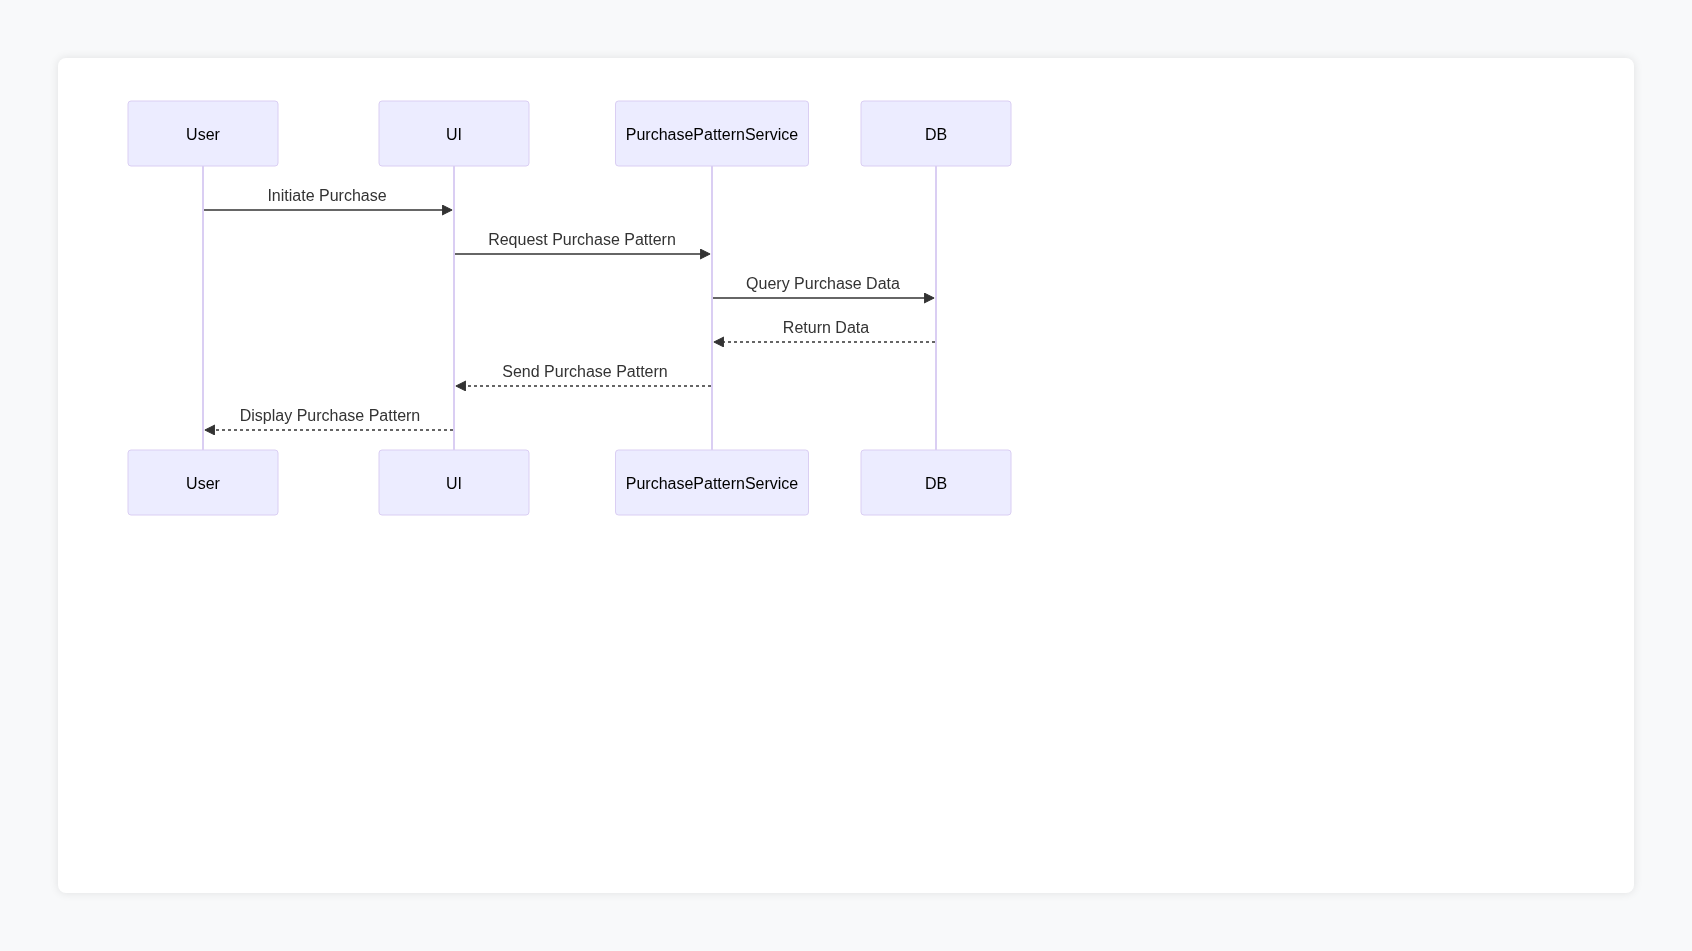 User
UI
PurchasePatternService
DB
Initiate Purchase
Request Purchase Pattern
Query Purchase Data
Return Data
Send Purchase Pattern
Display Purchase Pattern
User
UI
PurchasePatternService
DB